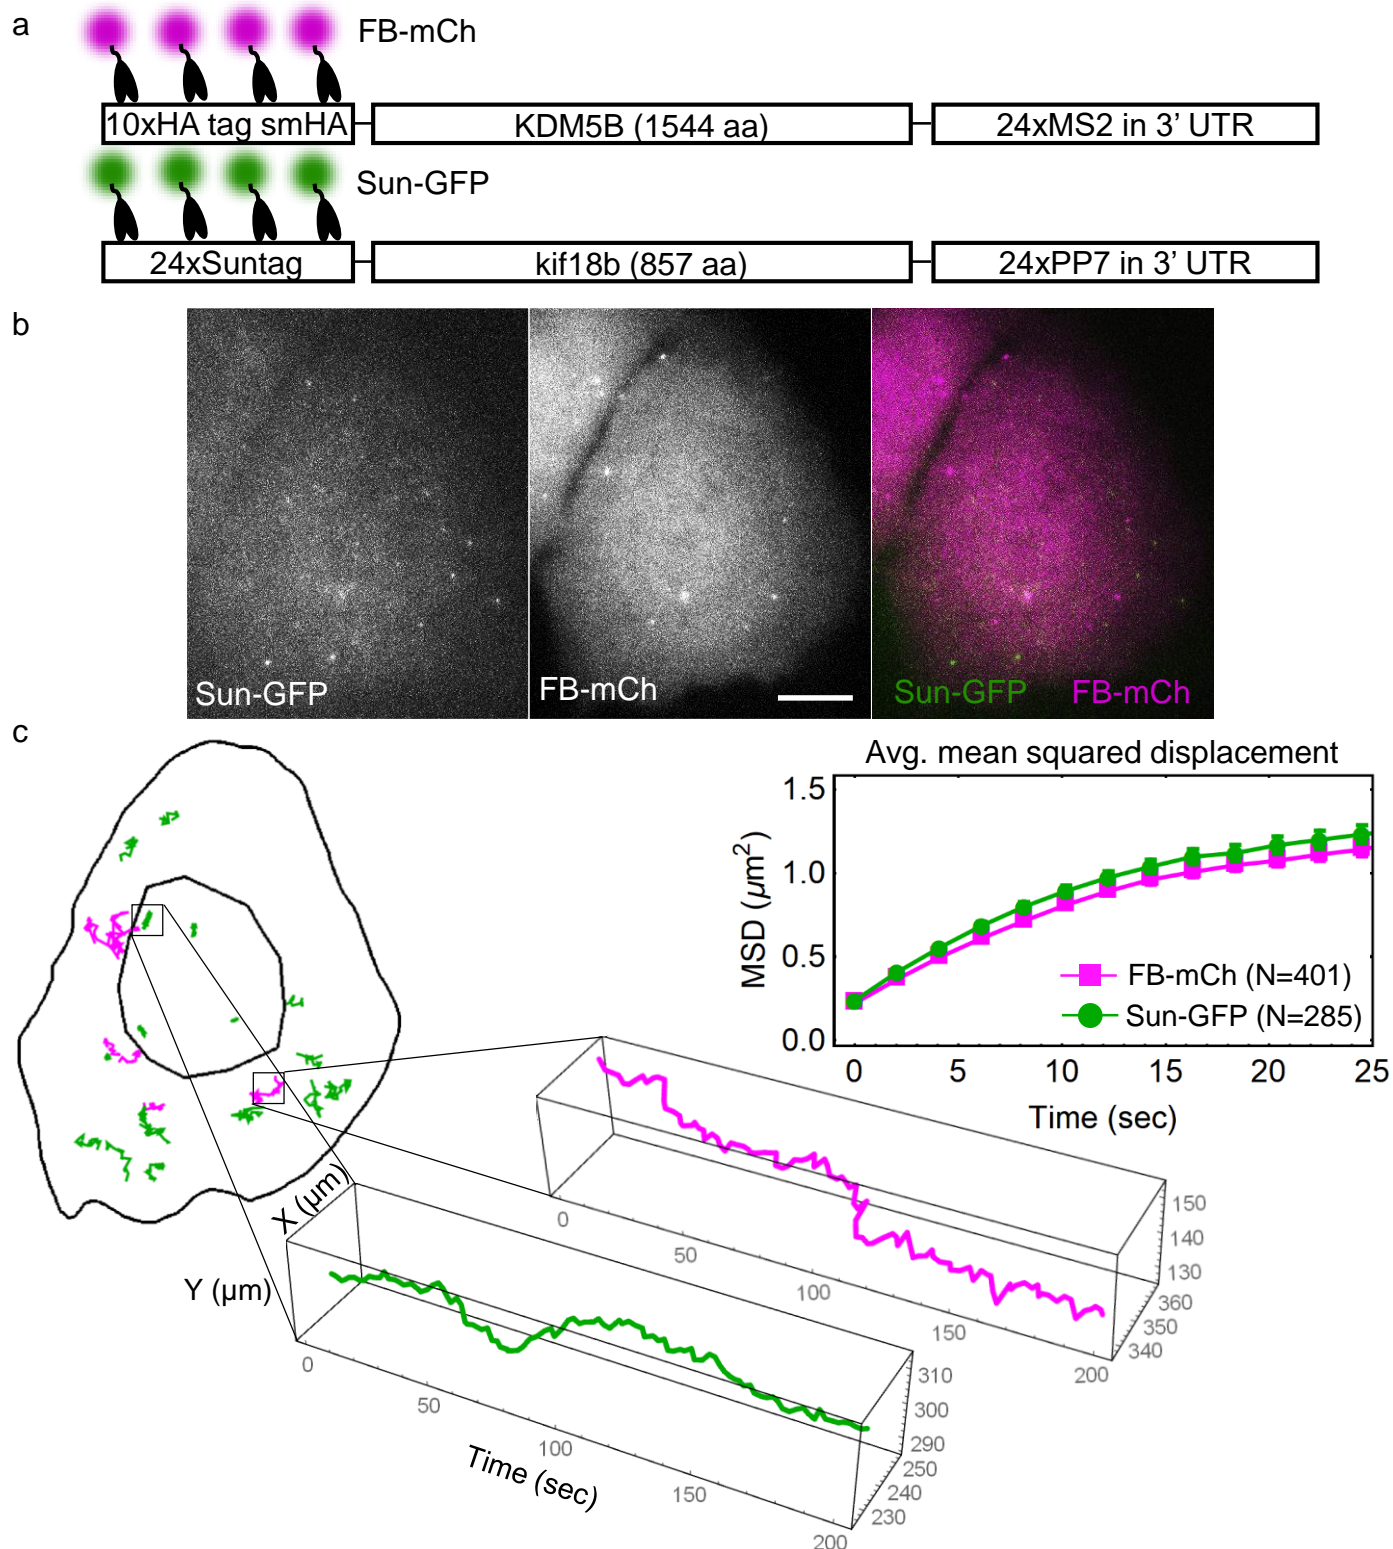 a
FB-mCh
10xHA tag smHA
KDM5B (1544 aa)
24xMS2 in 3’ UTR
Sun-GFP
24xSuntag
kif18b (857 aa)
24xPP7 in 3’ UTR
b
Sun-GFP
FB-mCh
Sun-GFP FB-mCh
c
Avg. mean squared displacement
MSD (μm²)
1.5
1.0
0.5
0.0
FB-mCh (N=401)
Sun-GFP (N=285)
0 5 10 15 20 25
Time (sec)
0
50
100
150
200
150
140
130
360
350
340
X (μm)
Y (μm)
0
50
100
150
200
Time (sec)
310
300
290
250
240
230